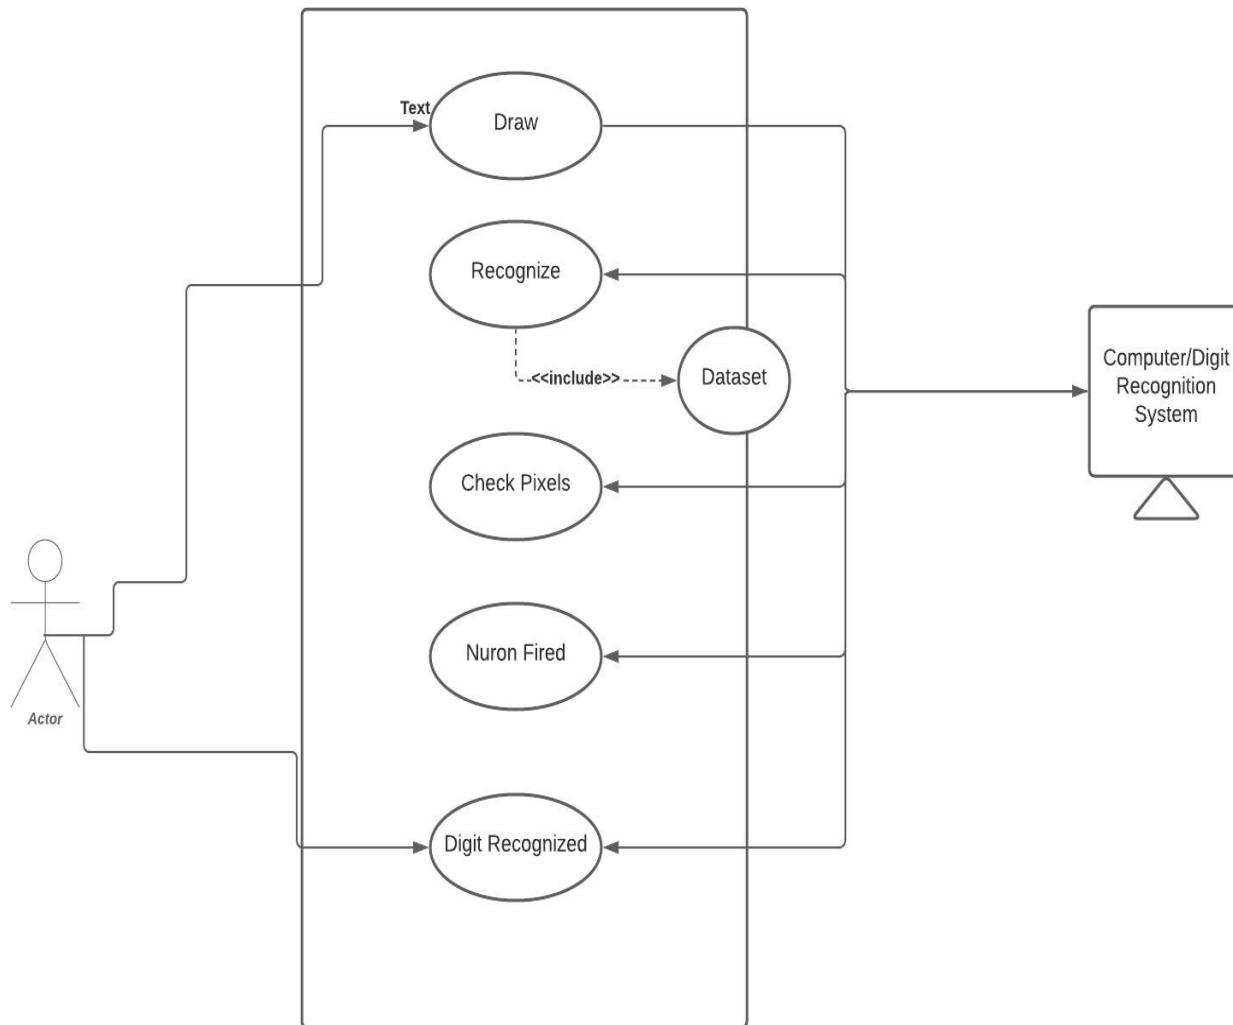 Text
Draw
Recognize
<<include>>
Dataset
Computer/Digit
Recognition
System
Check Pixels
Nuron Fired
Actor
Digit Recognized